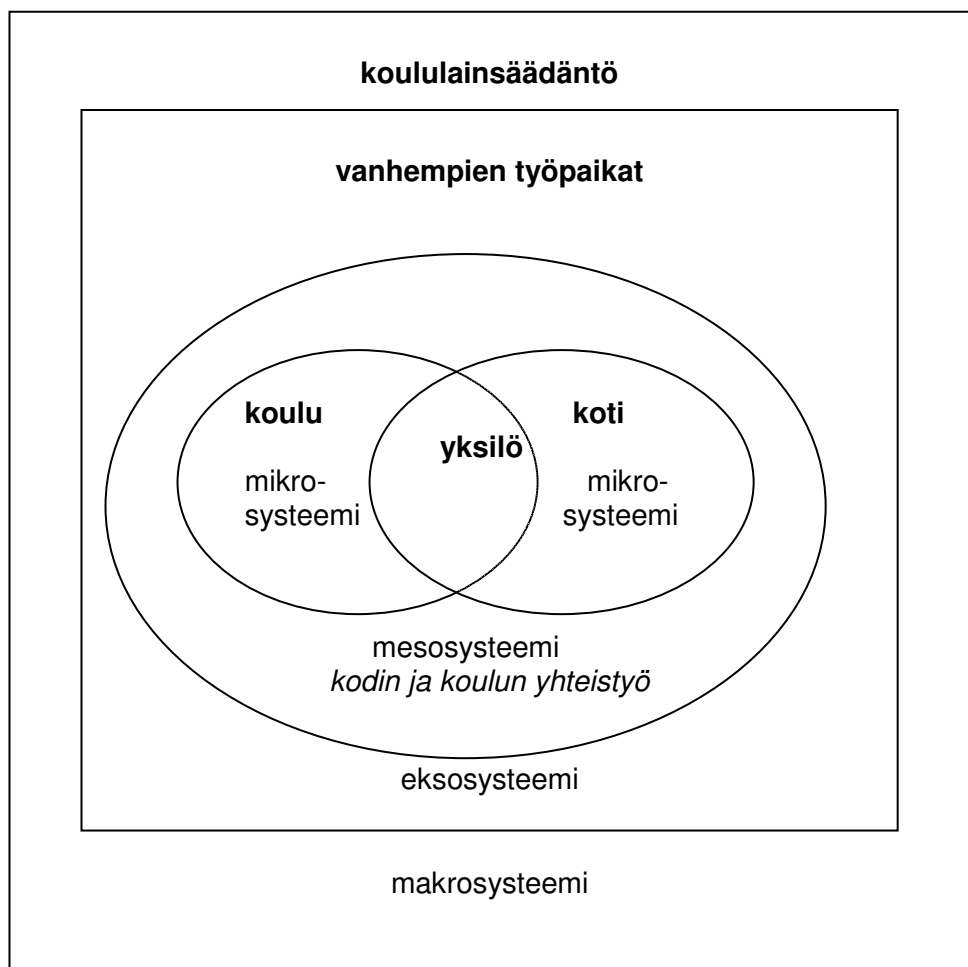 koululainsäädäntö
vanhempien työpaikat
koulu
koti
yksilö
mikro-
systeemi
mikro-
systeemi
mesosysteemi
kodin ja koulun yhteistyö
eksosysteemi
makrosysteemi